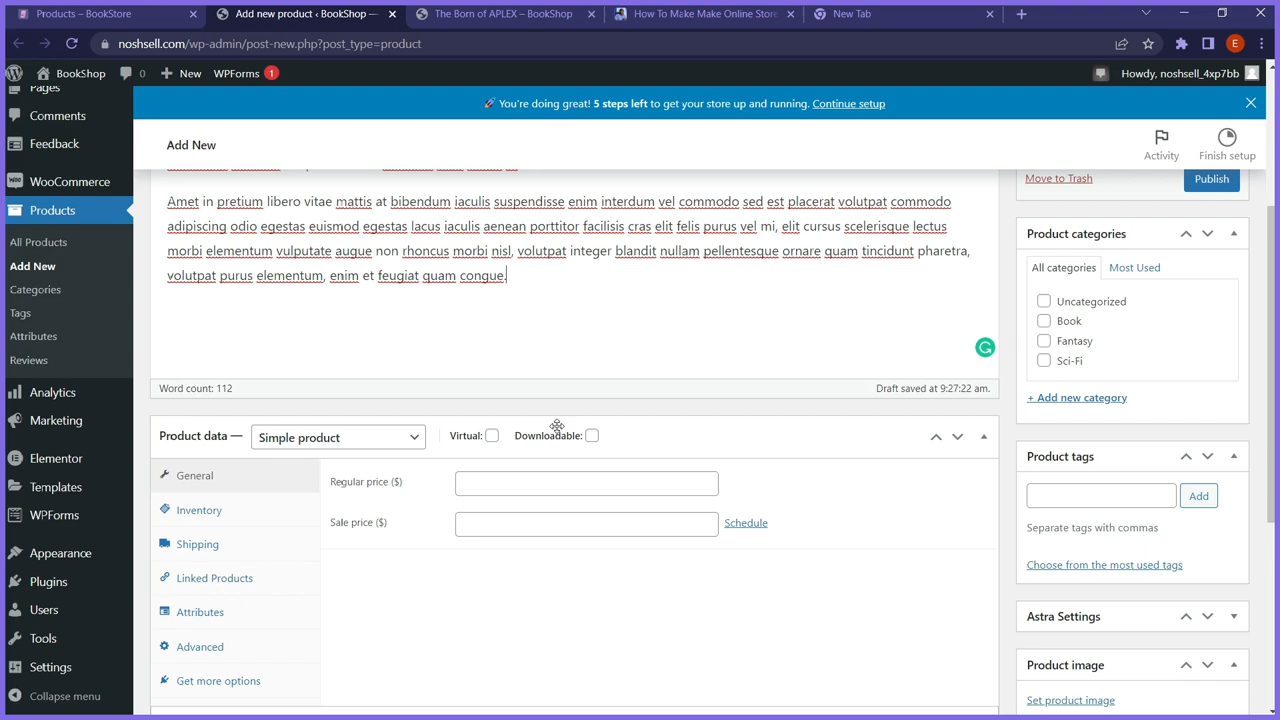 Products – BookStore
Add new product ‹ BookShop —
The Born of APLEX – BookShop
How To Make Make Online Store
New Tab
noshsell.com/wp-admin/post-new.php?post_type=product
E
BookShop
0
New
WPForms 1
Howdy, noshsell_4xp7bb
Pages
Comments
Feedback
WooCommerce
Products
All Products
Add New
Categories
Tags
Attributes
Reviews
Analytics
Marketing
Elementor
Templates
WPForms
Appearance
Plugins
Users
Tools
Settings
Collapse menu
🚀 You're doing great! 5 steps left to get your store up and running. Continue setup
Add New
Activity
Finish setup
Amet in pretium libero vitae mattis at bibendum iaculis suspendisse enim interdum vel commodo sed est placerat volutpat commodo
adipiscing odio egestas euismod egestas lacus iaculis aenean porttitor facilisis cras elit felis purus vel mi, elit cursus scelerisque lectus
morbi elementum vulputate augue non rhoncus morbi nisl, volutpat integer blandit nullam pellentesque ornare quam tincidunt pharetra,
volutpat purus elementum, enim et feugiat quam congue.
Word count: 112
Draft saved at 9:27:22 am.
Product data —
Simple product
Virtual:
Downloadable:
General
Inventory
Shipping
Linked Products
Attributes
Advanced
Get more options
Regular price ($)
Sale price ($)
Schedule
Move to Trash
Publish
Product categories
All categories
Most Used
Uncategorized
Book
Fantasy
Sci-Fi
+ Add new category
Product tags
Add
Separate tags with commas
Choose from the most used tags
Astra Settings
Product image
Set product image